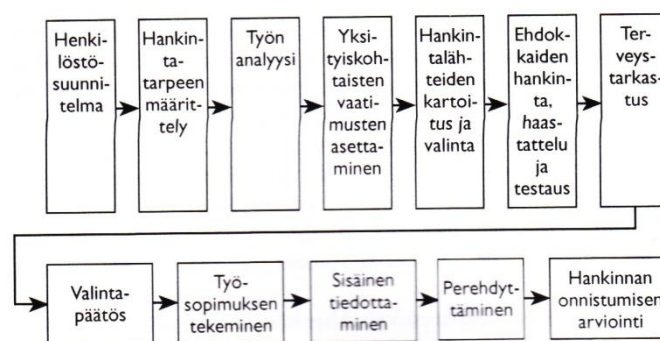 Henki-
löstö-
suunni-
telma
Hankin-
ta-
tarpeen
määrit-
tely
Työn
analyysi
Yksi-
tyiskoh-
taisten
vaati-
musten
asetta-
minen
Hankin-
talähtei-
den
kartoi-
tus ja
valinta
Ehdok-
kaiden
hankin-
ta,
haas-
tattelu
ja
testaus
Ter-
veys-
tarkas-
tus
Valinta-
päätös
Työ-
sopimuksen
tekeminen
Sisäinen
tiedotta-
minen
Perehdyt-
täminen
Hankinnan
onnistumisen
arviointi